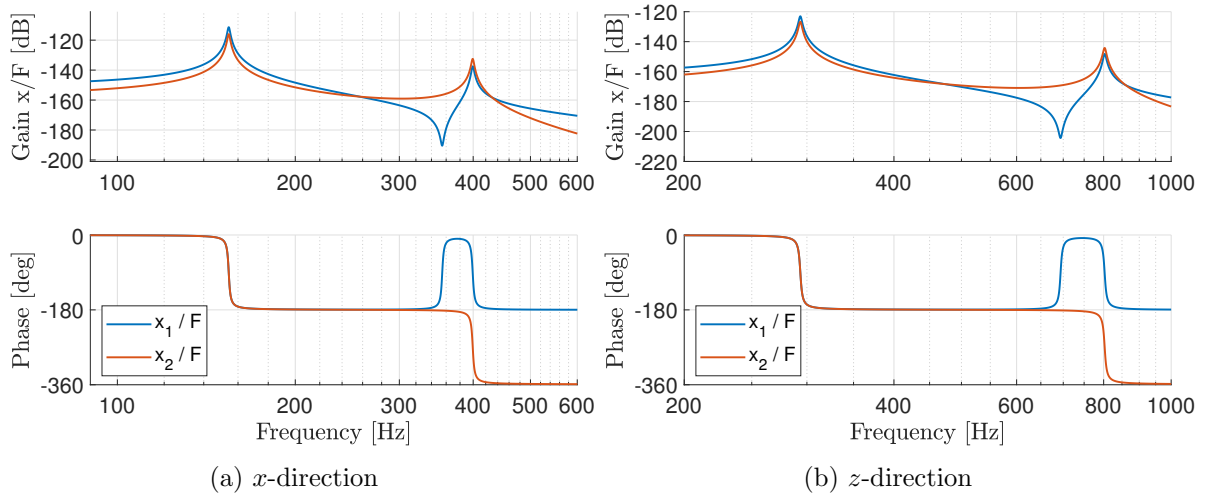 Gain x/F [dB]
-120
-140
-160
-180
-200
100 200 300 400 500 600
Phase [deg]
0
-180
-360
x1 / F
x2 / F
100 200 300 400 500 600
Frequency [Hz]
(a) x-direction
Gain x/F [dB]
-120
-140
-160
-180
-200
-220
200 400 600 800 1000
Phase [deg]
0
-180
-360
x1 / F
x2 / F
200 400 600 800 1000
Frequency [Hz]
(b) z-direction